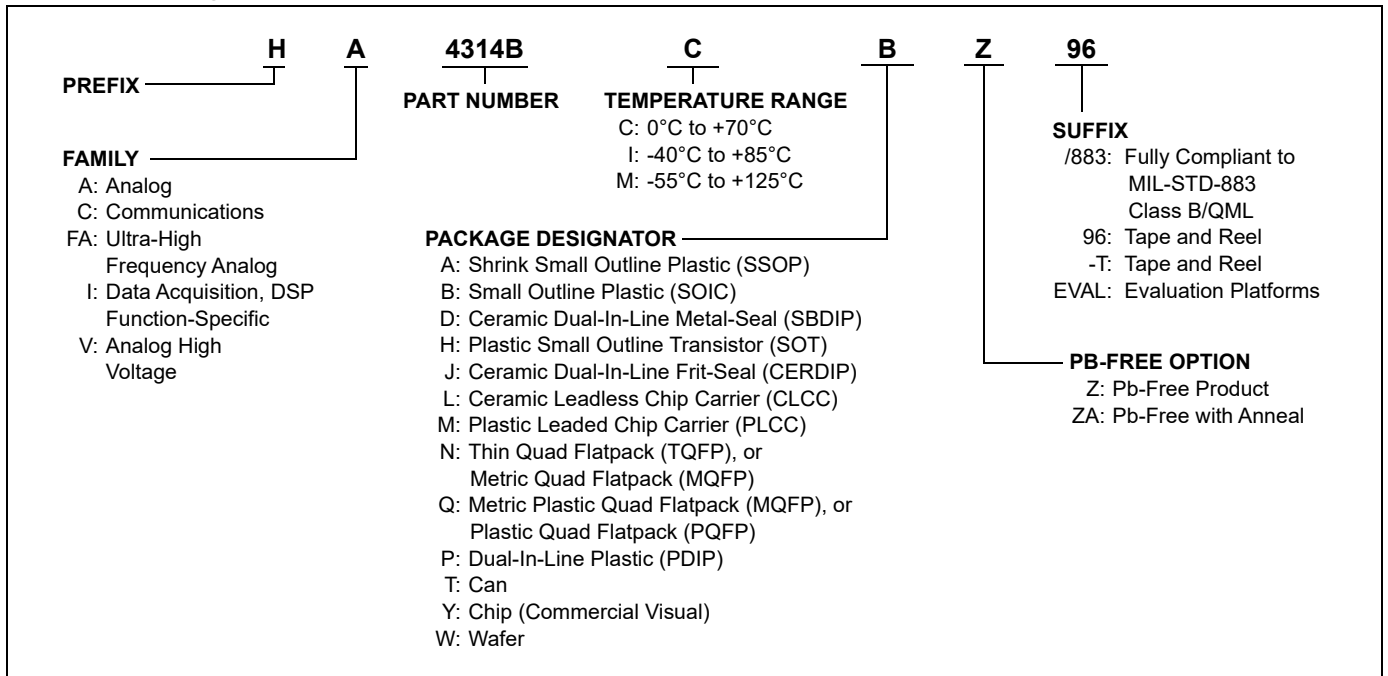 H A 4314B C B Z 96
PREFIX
PART NUMBER
TEMPERATURE RANGE
C: 0°C to +70°C
I: -40°C to +85°C
M: -55°C to +125°C
FAMILY
A: Analog
C: Communications
FA: Ultra-High
Frequency Analog
I: Data Acquisition, DSP
Function-Specific
V: Analog High
Voltage
PACKAGE DESIGNATOR
A: Shrink Small Outline Plastic (SSOP)
B: Small Outline Plastic (SOIC)
D: Ceramic Dual-In-Line Metal-Seal (SBDIP)
H: Plastic Small Outline Transistor (SOT)
J: Ceramic Dual-In-Line Frit-Seal (CERDIP)
L: Ceramic Leadless Chip Carrier (CLCC)
M: Plastic Leaded Chip Carrier (PLCC)
N: Thin Quad Flatpack (TQFP), or
Metric Quad Flatpack (MQFP)
Q: Metric Plastic Quad Flatpack (MQFP), or
Plastic Quad Flatpack (PQFP)
P: Dual-In-Line Plastic (PDIP)
T: Can
Y: Chip (Commercial Visual)
W: Wafer
SUFFIX
/883: Fully Compliant to
MIL-STD-883
Class B/QML
96: Tape and Reel
-T: Tape and Reel
EVAL: Evaluation Platforms
PB-FREE OPTION
Z: Pb-Free Product
ZA: Pb-Free with Anneal